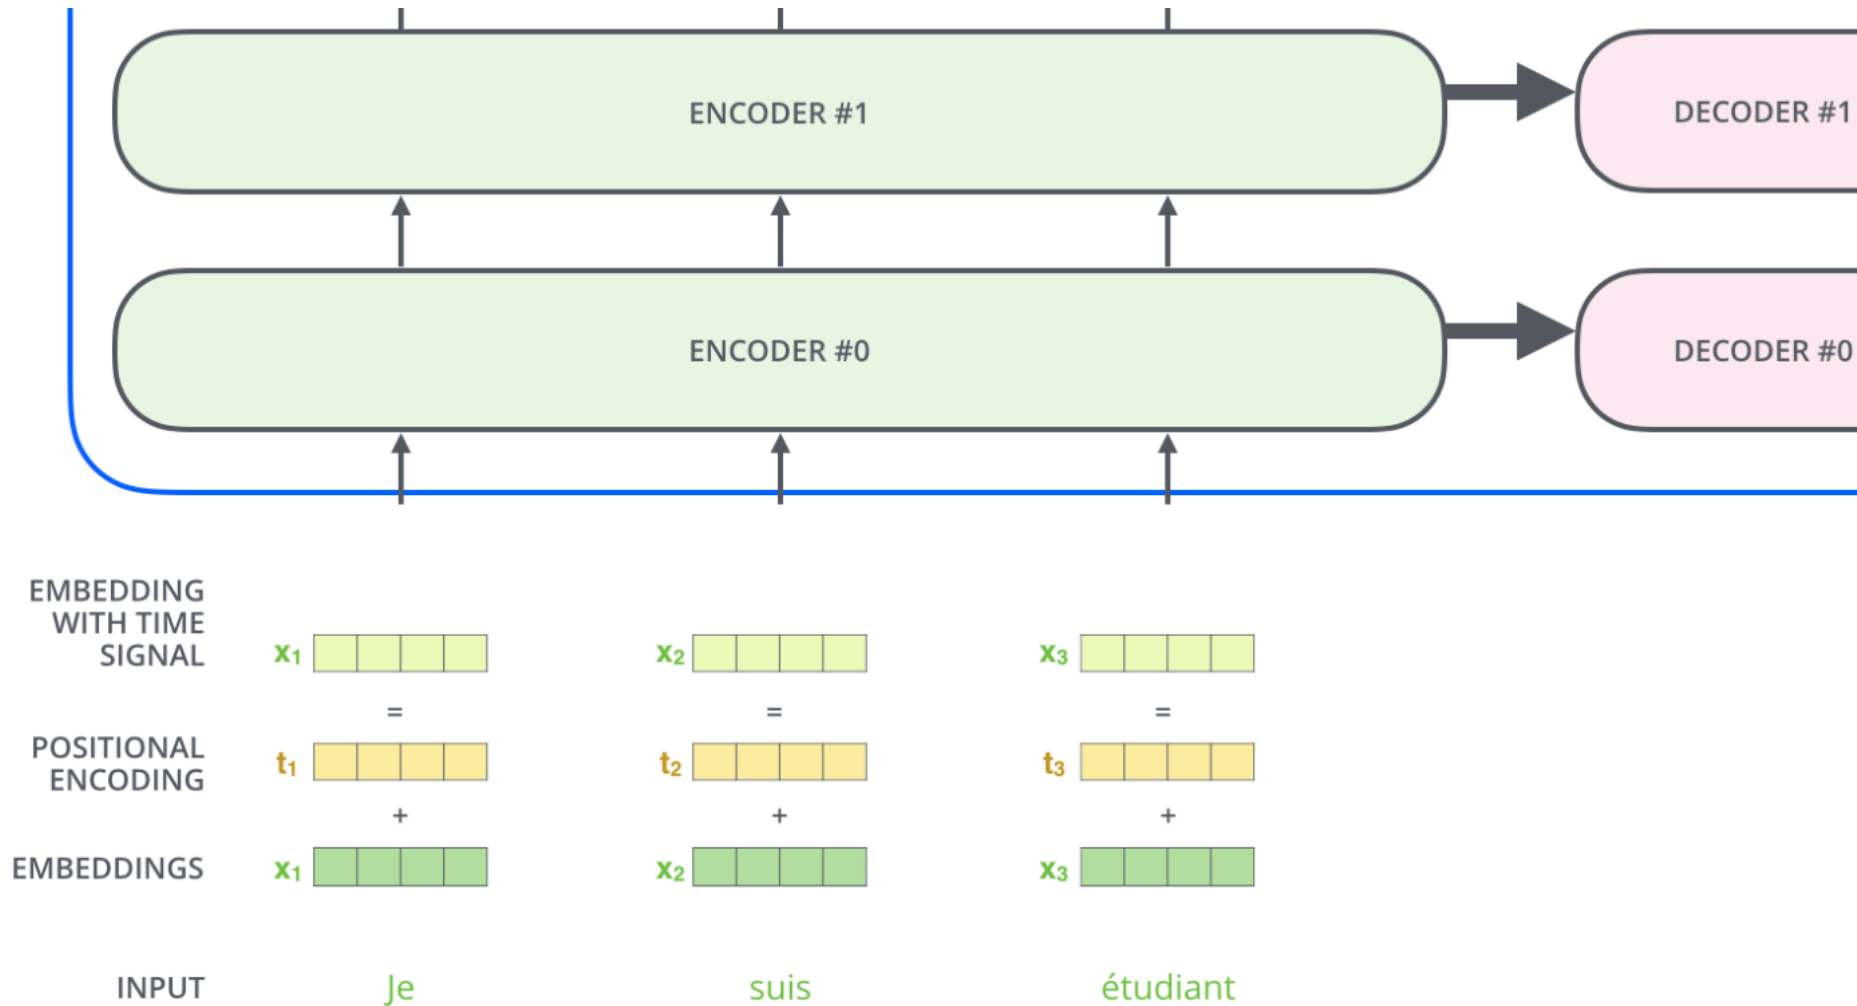 ENCODER #1
DECODER #1
ENCODER #0
DECODER #0
EMBEDDING
WITH TIME
SIGNAL
x1
x2
x3
=
=
=
POSITIONAL
ENCODING
t1
t2
t3
+
+
+
EMBEDDINGS
x1
x2
x3
INPUT
Je
suis
étudiant